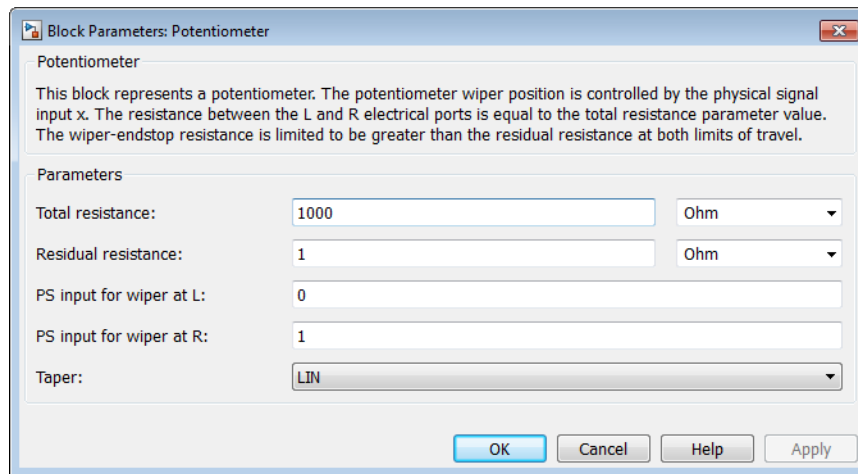 Block Parameters: Potentiometer
Potentiometer
This block represents a potentiometer. The potentiometer wiper position is controlled by the physical signal
input x. The resistance between the L and R electrical ports is equal to the total resistance parameter value.
The wiper-endstop resistance is limited to be greater than the residual resistance at both limits of travel.
Parameters
Total resistance: 1000 Ohm
Residual resistance: 1 Ohm
PS input for wiper at L: 0
PS input for wiper at R: 1
Taper: LIN
OK Cancel Help Apply